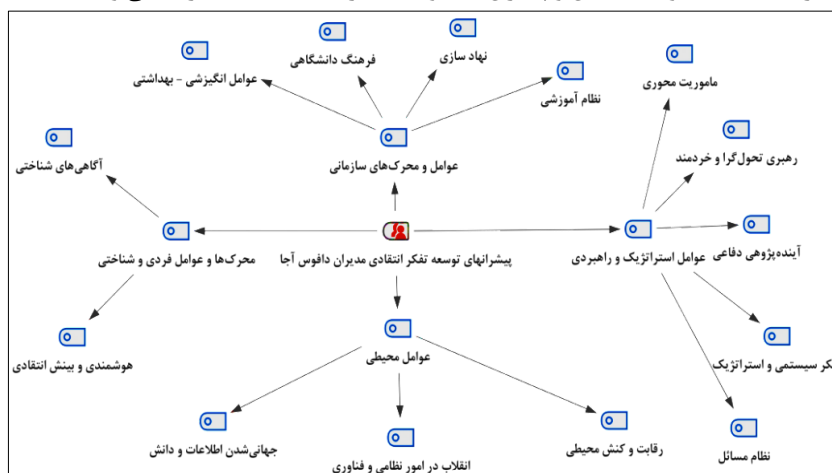 نهاد سازی
فرهنگ دانشگاهی
ماموریت محوری
عوامل انگیزشی - بهداشتی
نظام آموزشی
رهبری تحول‌گرا و خردمند
عوامل و محرک‌های سازمانی
آگاهی‌های شناختی
آینده‌پژوهی دفاعی
عوامل استراتژیک و راهبردی
پیشرانهای توسعه تفکر انتقادی مدیران دافوس آجا
محرک‌ها و عوامل فردی و شناختی
عوامل محیطی
هوشمندی و بینش انتقادی
سیستمی و استراتژیک
رقابت و کنش محیطی
جهانی‌شدن اطلاعات و دانش
نظام مسائل
انقلاب در امور نظامی و فناوری